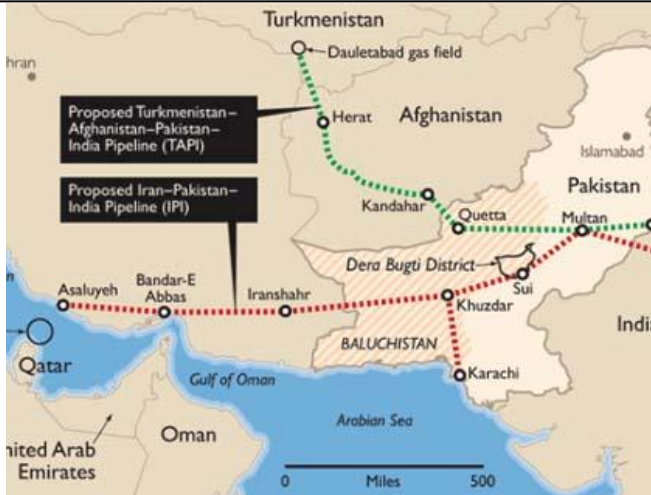 Turkmenistan
Dauletabad gas field
hran
Proposed Turkmenistan–
Afghanistan–Pakistan–
India Pipeline (TAPI)
Herat
Afghanistan
Islamabad
Proposed Iran–Pakistan–
India Pipeline (IPI)
Kandahar
Pakistan
Quetta
Multan
Dera Bugti District
Asaluyeh
Bandar-E
Abbas
Iranshahr
Sui
Khuzdar
India
BALUCHISTAN
Qatar
Gulf of Oman
Karachi
Arabian Sea
Oman
nited Arab
Emirates
0
Miles
500